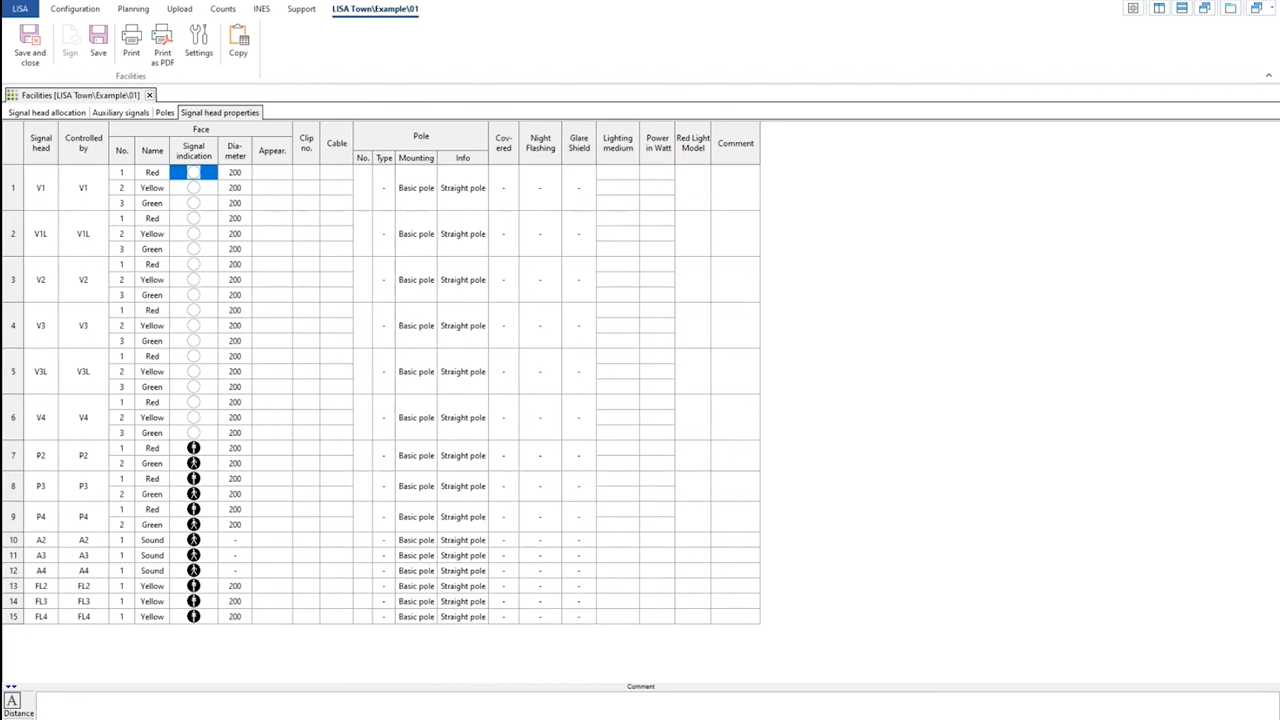 LISA Configuration Planning Upload Counts INES Support LISA Town\Example\01
Save and close Sign Save Print Print as PDF Settings Copy
Facilities
Facilities [LISA Town\Example\01]
Signal head allocation Auxiliary signals Poles Signal head properties
Signal head Controlled by Face Clip no. Cable Pole Cov-ered Night Flashing Glare Shield Lighting medium Power in Watt Red Light Model Comment
No. Name Signal indication Dia-meter Appear. No. Type Mounting Info
1 V1 V1 - Basic pole Straight pole - - -
1 Red 200
2 Yellow 200
3 Green 200
2 V1L V1L - Basic pole Straight pole - - -
1 Red 200
2 Yellow 200
3 Green 200
3 V2 V2 - Basic pole Straight pole - - -
1 Red 200
2 Yellow 200
3 Green 200
4 V3 V3 - Basic pole Straight pole - - -
1 Red 200
2 Yellow 200
3 Green 200
5 V3L V3L - Basic pole Straight pole - - -
1 Red 200
2 Yellow 200
3 Green 200
6 V4 V4 - Basic pole Straight pole - - -
1 Red 200
2 Yellow 200
3 Green 200
7 P2 P2 - Basic pole Straight pole - - -
1 Red 200
2 Green 200
8 P3 P3 - Basic pole Straight pole - - -
1 Red 200
2 Green 200
9 P4 P4 - Basic pole Straight pole - - -
1 Red 200
2 Green 200
10 A2 A2 1 Sound - - Basic pole Straight pole - - -
11 A3 A3 1 Sound - - Basic pole Straight pole - - -
12 A4 A4 1 Sound - - Basic pole Straight pole - - -
13 FL2 FL2 1 Yellow 200 - Basic pole Straight pole - - -
14 FL3 FL3 1 Yellow 200 - Basic pole Straight pole - - -
15 FL4 FL4 1 Yellow 200 - Basic pole Straight pole - - -
Comment
A
Distance